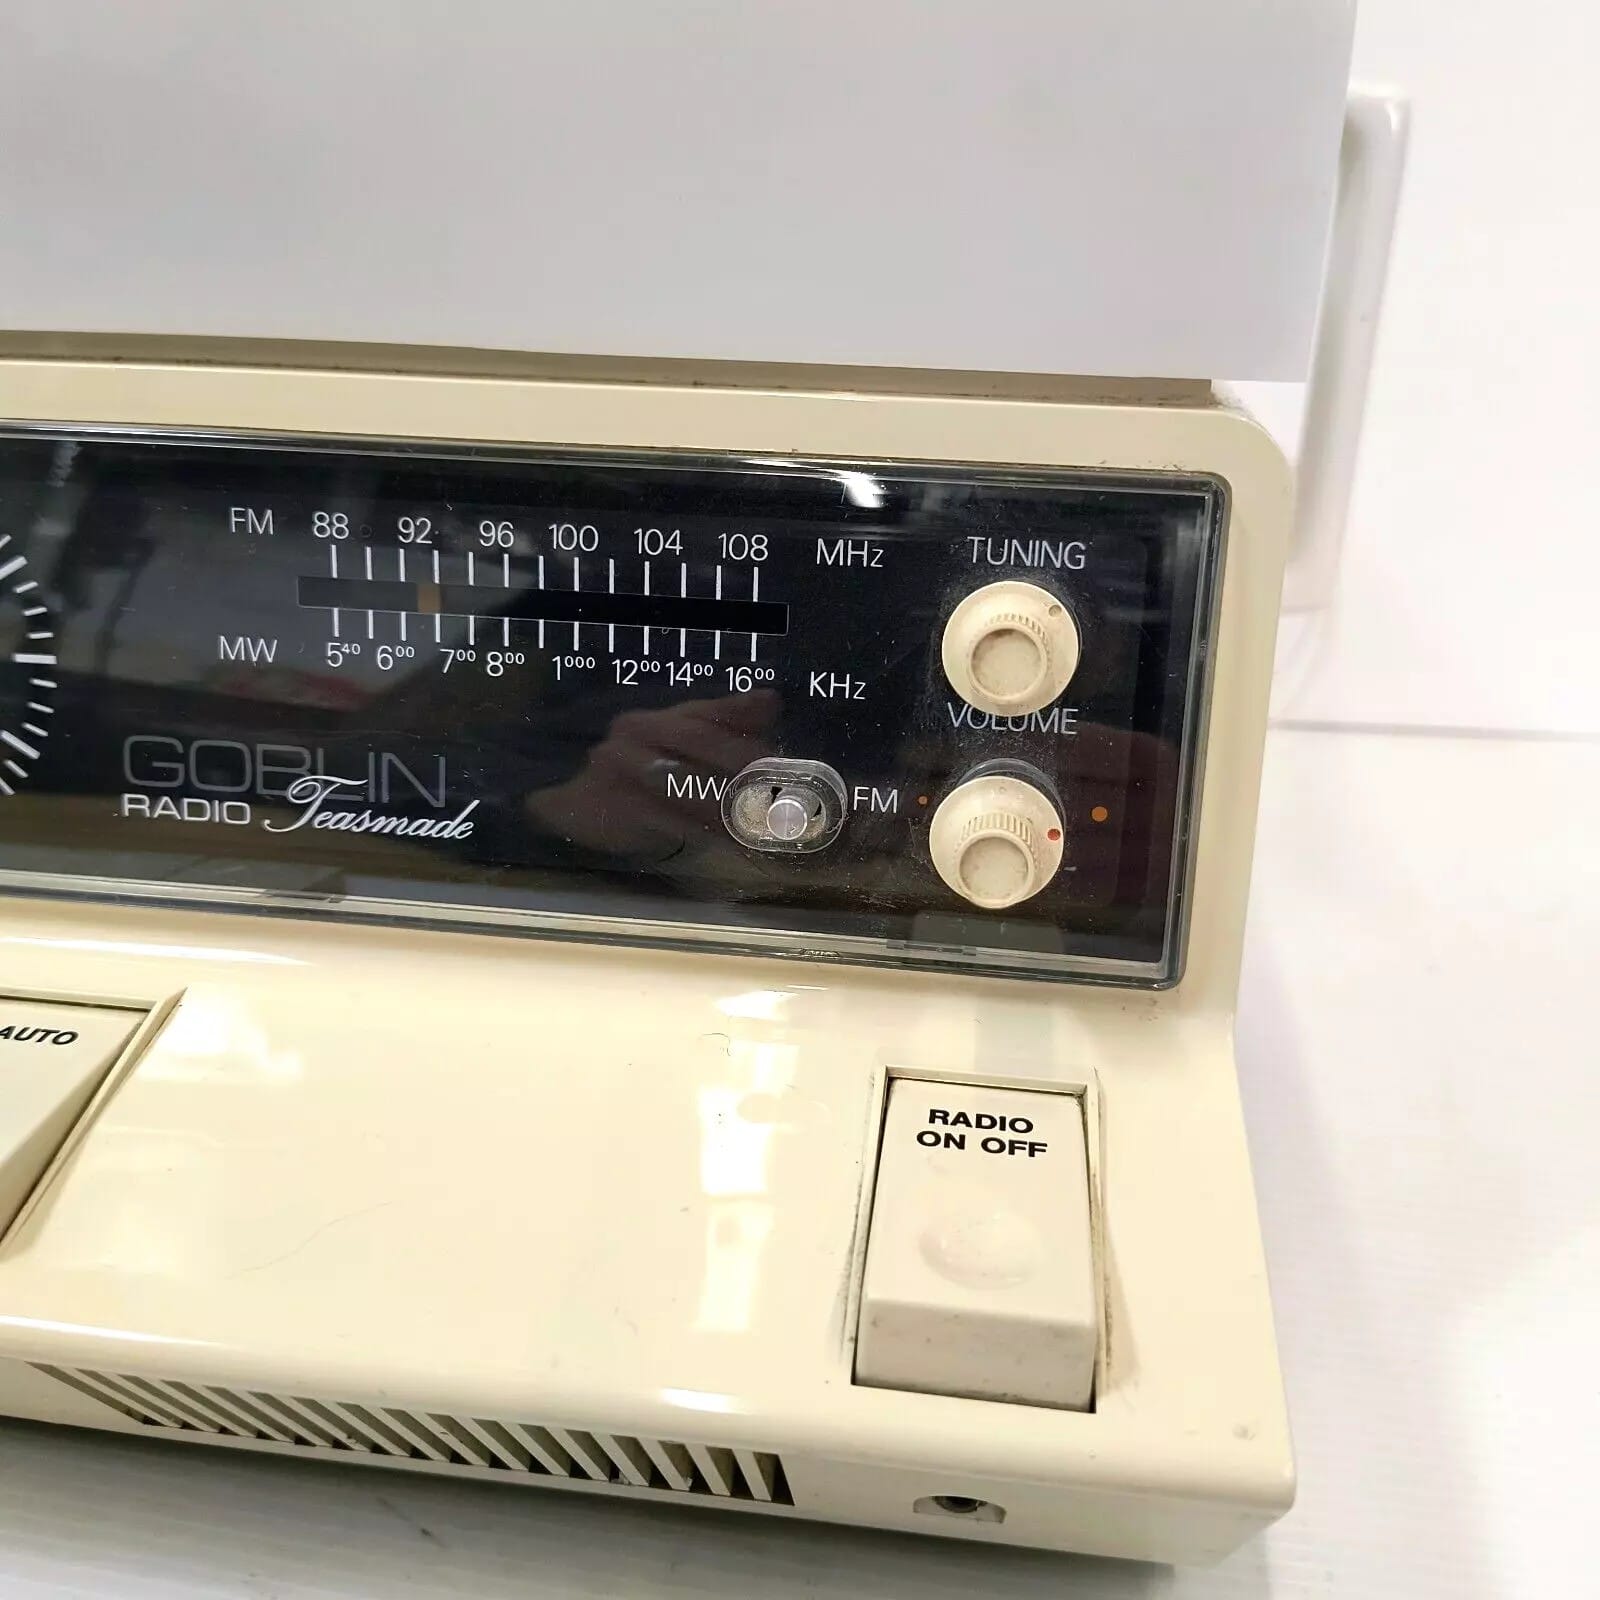 FM 88 92 96 100 104 108 MHz
MW 5⁴⁰ 6⁰⁰ 7⁰⁰ 8⁰⁰ 1⁰⁰⁰ 12⁰⁰ 14⁰⁰ 16⁰⁰ KHz
TUNING
VOLUME
MW FM
GOBLIN
RADIO Teasmade
AUTO
RADIO
ON OFF